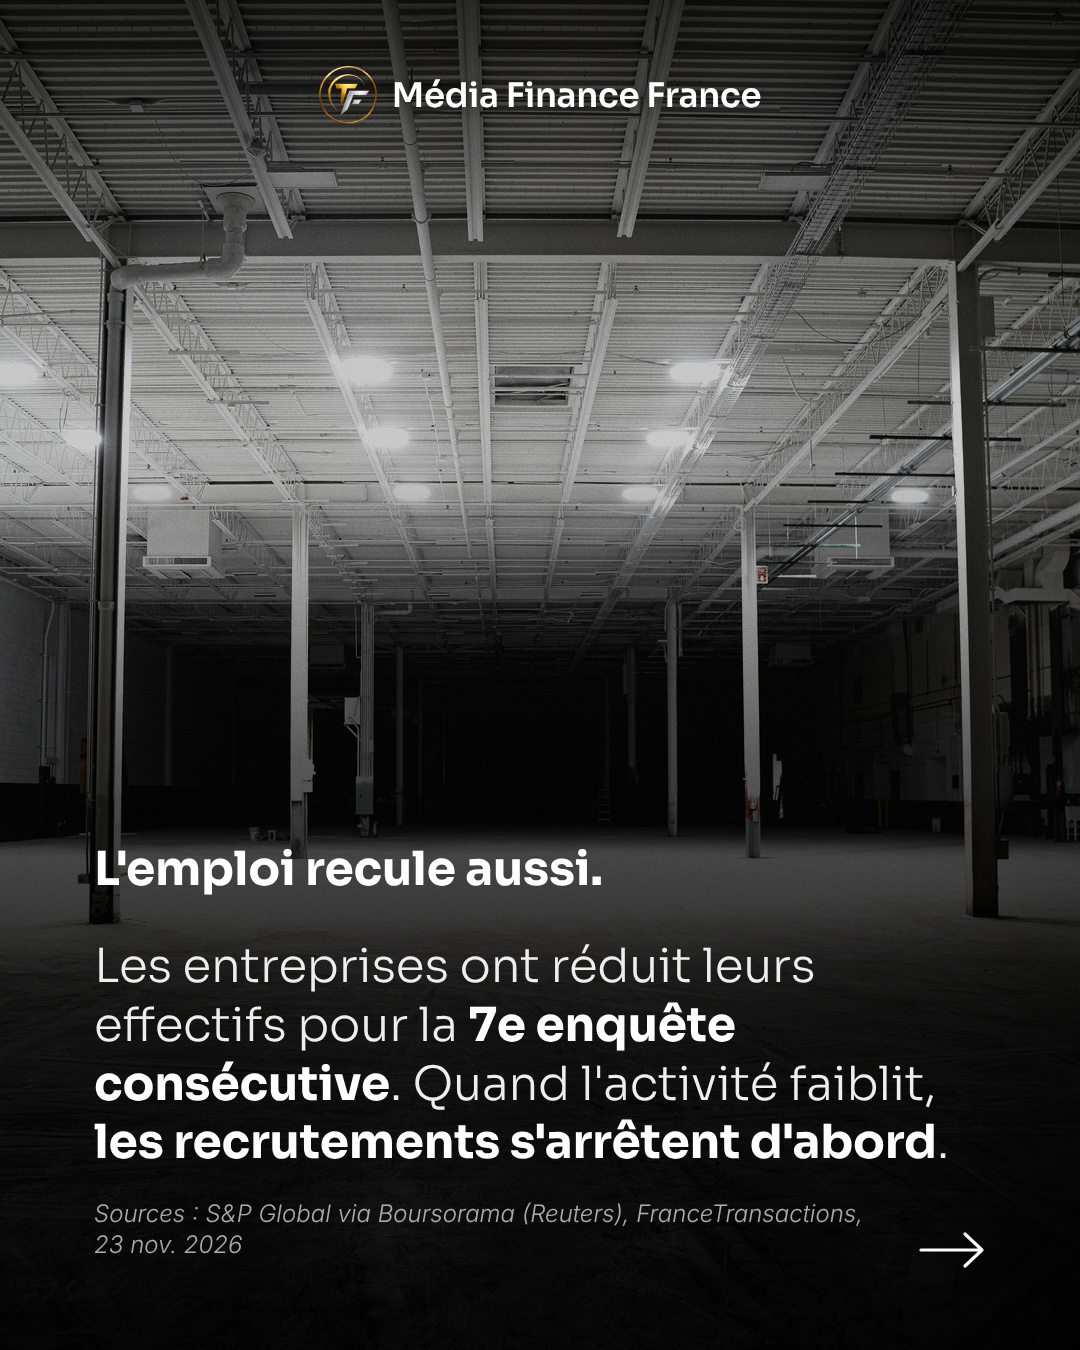 Média Finance France
L'emploi recule aussi.
Les entreprises ont réduit leurs
effectifs pour la 7e enquête
consécutive. Quand l'activité faiblit,
les recrutements s'arrêtent d'abord.
Sources : S&P Global via Boursorama (Reuters), FranceTransactions,
23 nov. 2026